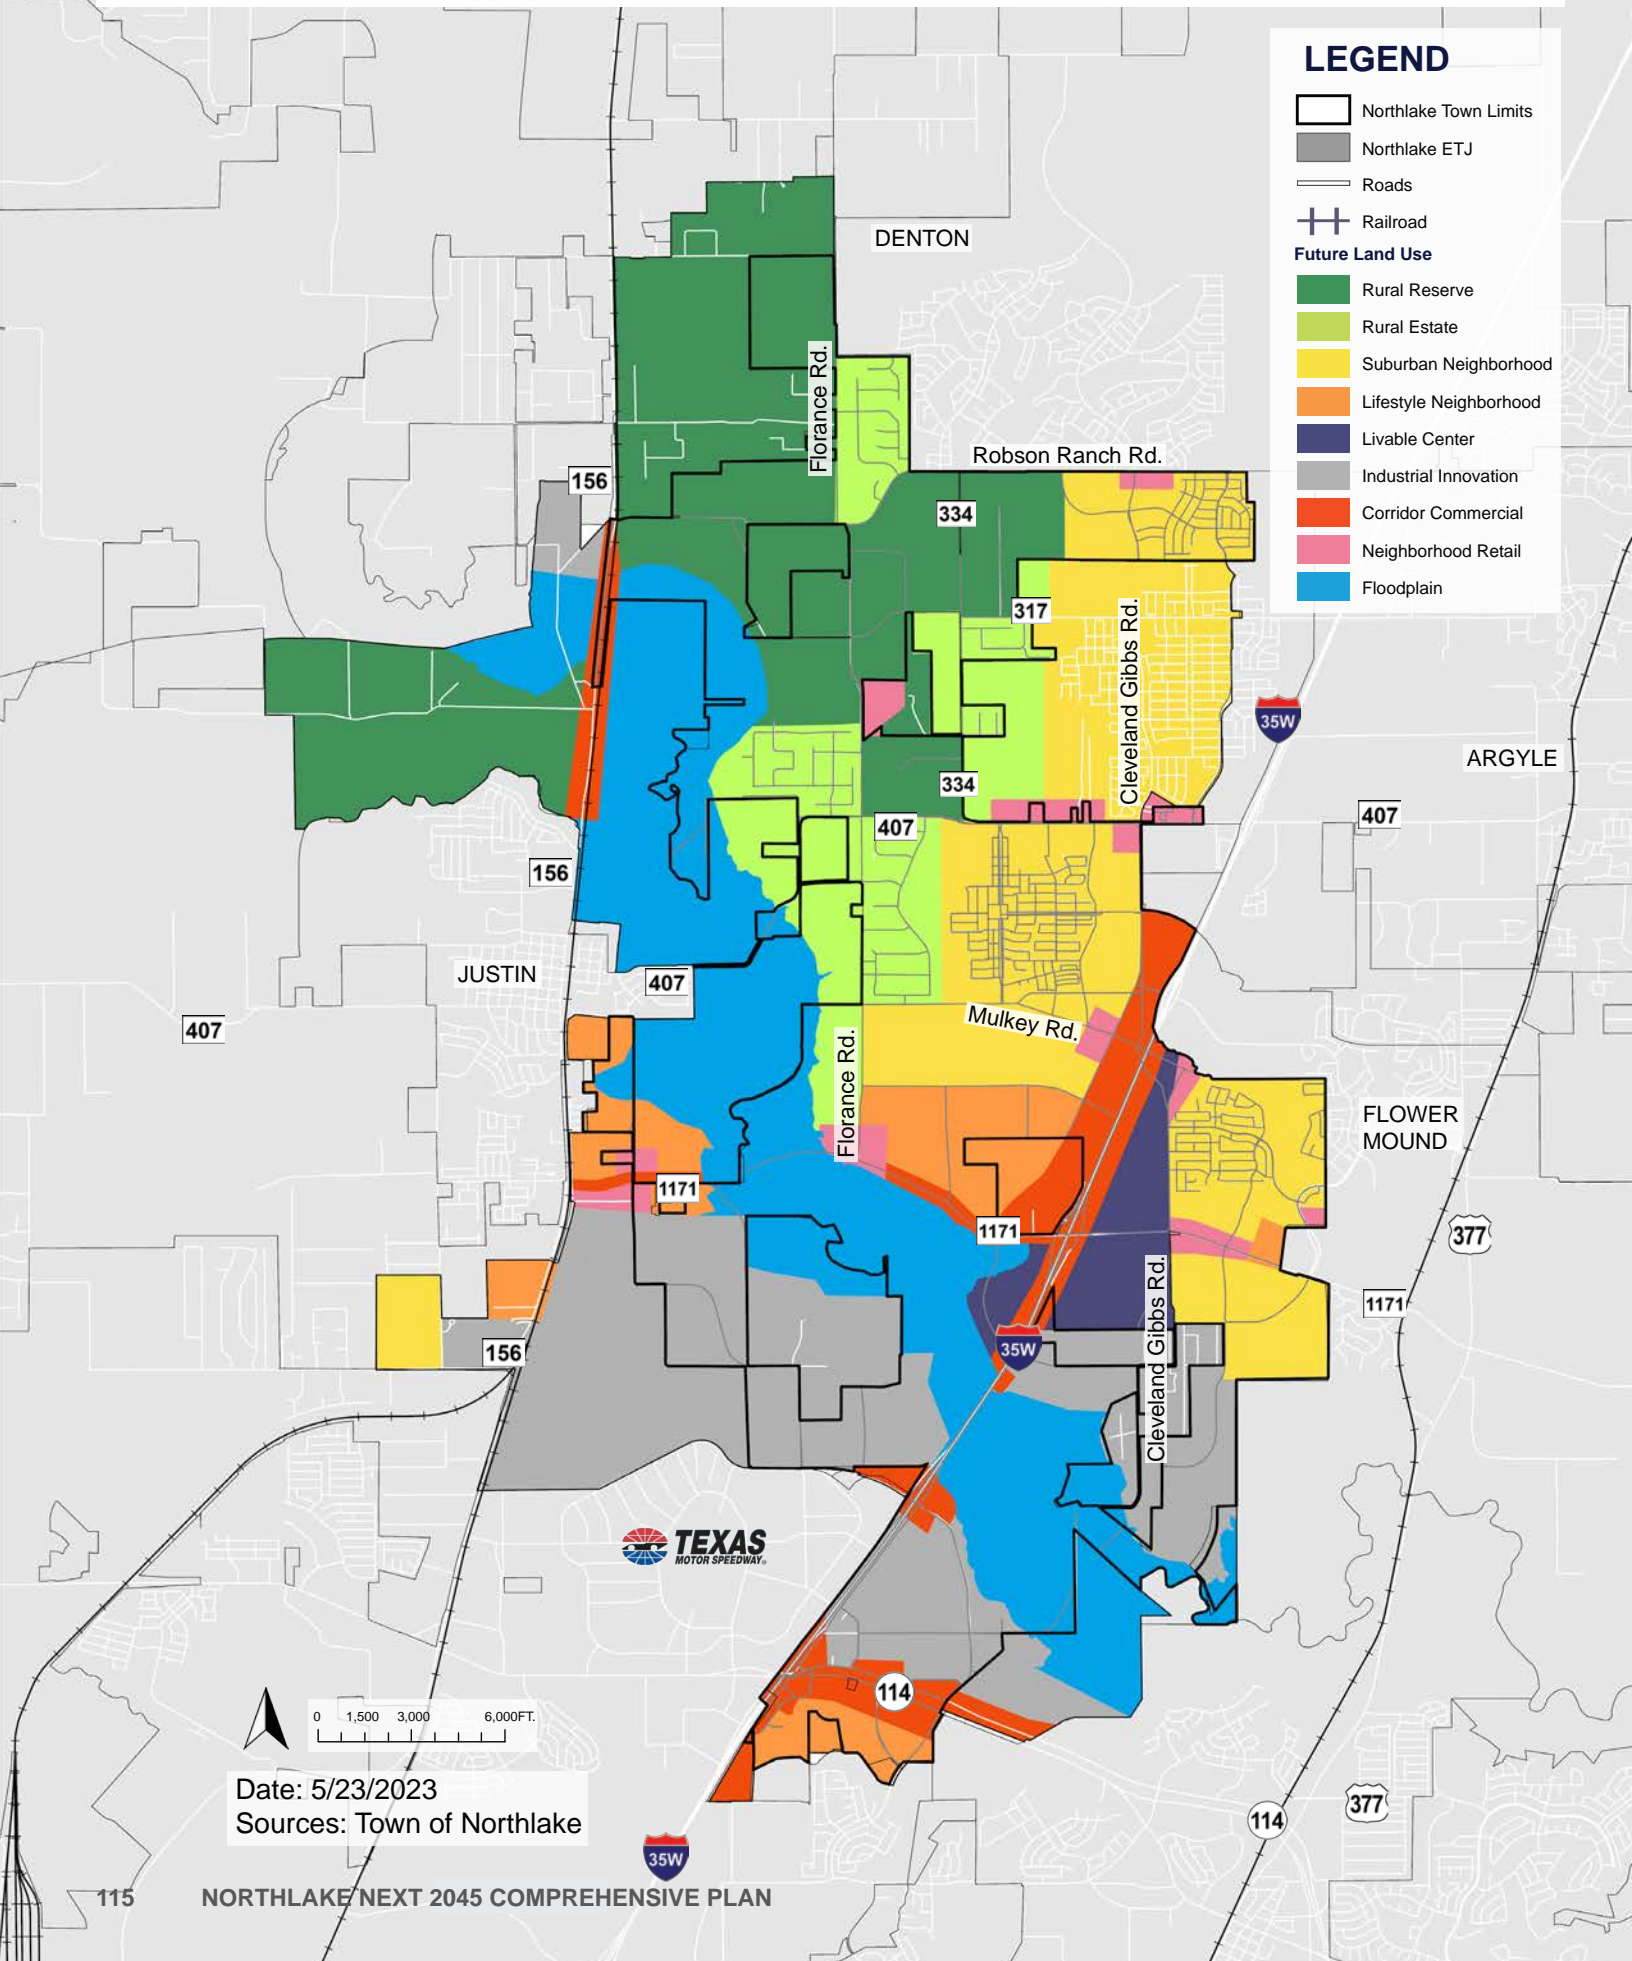 LEGEND
Northlake Town Limits
Northlake ETJ
Roads
Railroad
Future Land Use
Rural Reserve
Rural Estate
Suburban Neighborhood
Lifestyle Neighborhood
Livable Center
Industrial Innovation
Corridor Commercial
Neighborhood Retail
Floodplain
DENTON
Florance Rd.
Robson Ranch Rd.
156
334
317
Cleveland Gibbs Rd.
35W
ARGYLE
334
407
407
156
JUSTIN
407
407
Mulkey Rd.
Florance Rd.
FLOWER
MOUND
1171
1171
377
Cleveland Gibbs Rd.
1171
156
35W
TEXAS
MOTOR SPEEDWAY
114
0 1,500 3,000 6,000FT.
Date: 5/23/2023
Sources: Town of Northlake
377
114
35W
115 NORTHLAKE NEXT 2045 COMPREHENSIVE PLAN